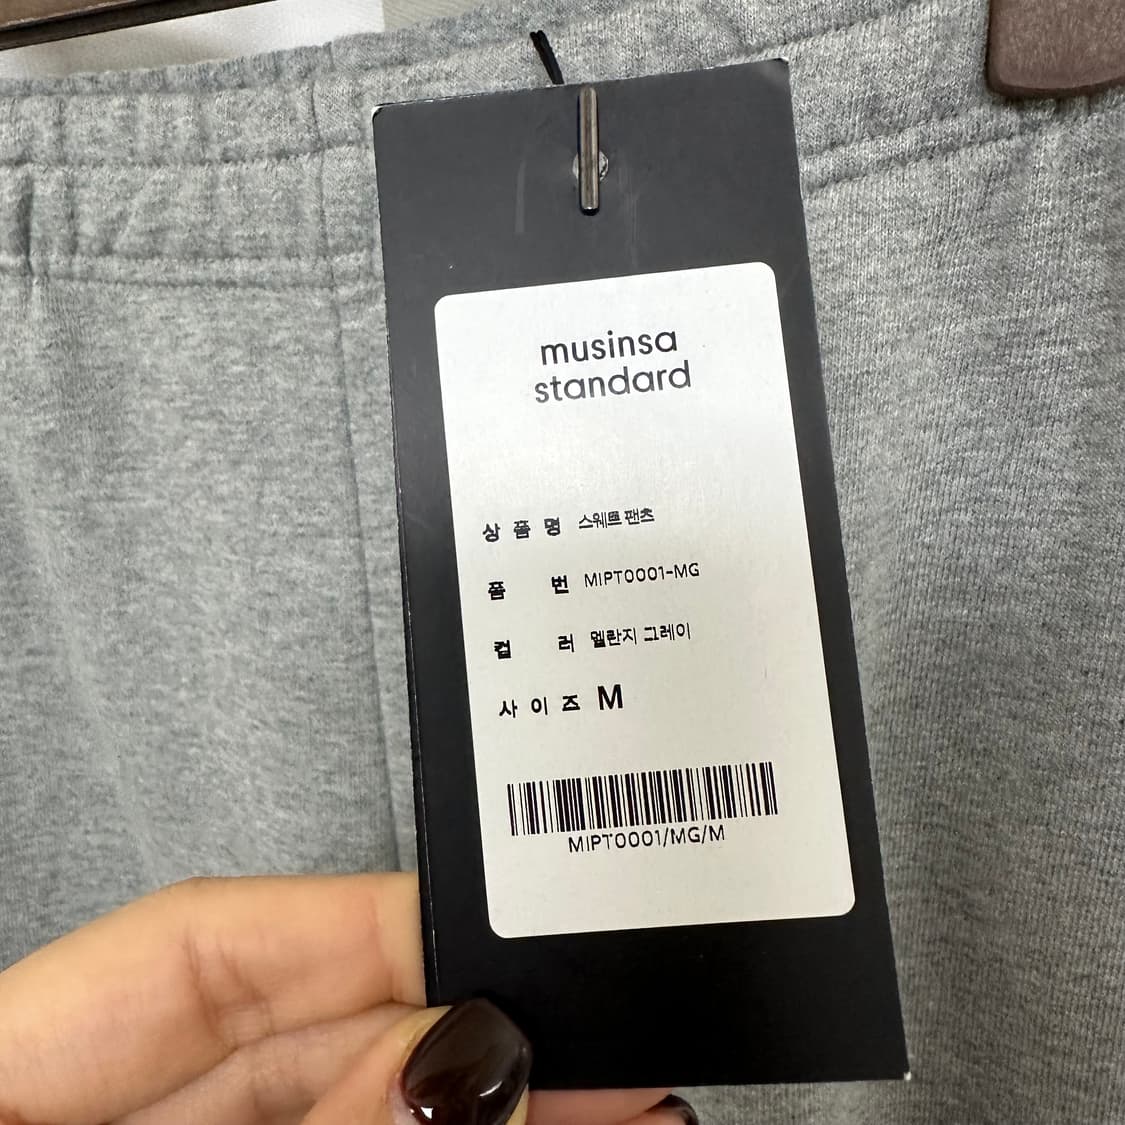 musinsa
standard
상품명 스웨트 팬츠
품번 MIPT0001-MG
컬러 멜란지 그레이
사이즈 M
MIPT0001/MG/M